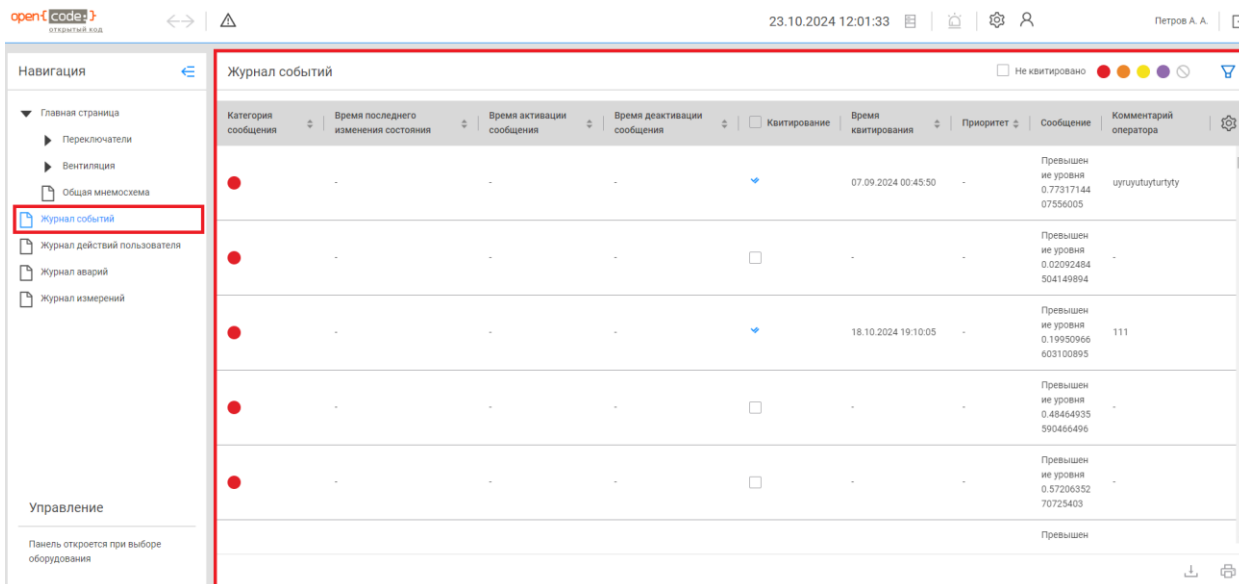 open{code:}
открытый код
23.10.2024 12:01:33
Петров А. А.
Навигация
Главная страница
Переключатели
Вентиляция
Общая мнемосхема
Журнал событий
Журнал действий пользователя
Журнал аварий
Журнал измерений
Управление
Панель откроется при выборе
оборудования
Журнал событий
Не квитировано
Категория
сообщения
Время последнего
изменения состояния
Время активации
сообщения
Время деактивации
сообщения
Квитирование
Время
квитирования
Приоритет
Сообщение
Комментарий
оператора
- - - 07.09.2024 00:45:50 -
Превышен
ие уровня
0.77317144
07556005
uyruyutuyturtyty
- - - - -
Превышен
ие уровня
0.02092484
504149894
-
- - - 18.10.2024 19:10:05 -
Превышен
ие уровня
0.19950966
603100895
111
- - - - -
Превышен
ие уровня
0.48464935
590466496
-
- - - - -
Превышен
ие уровня
0.57206352
70725403
-
Превышен